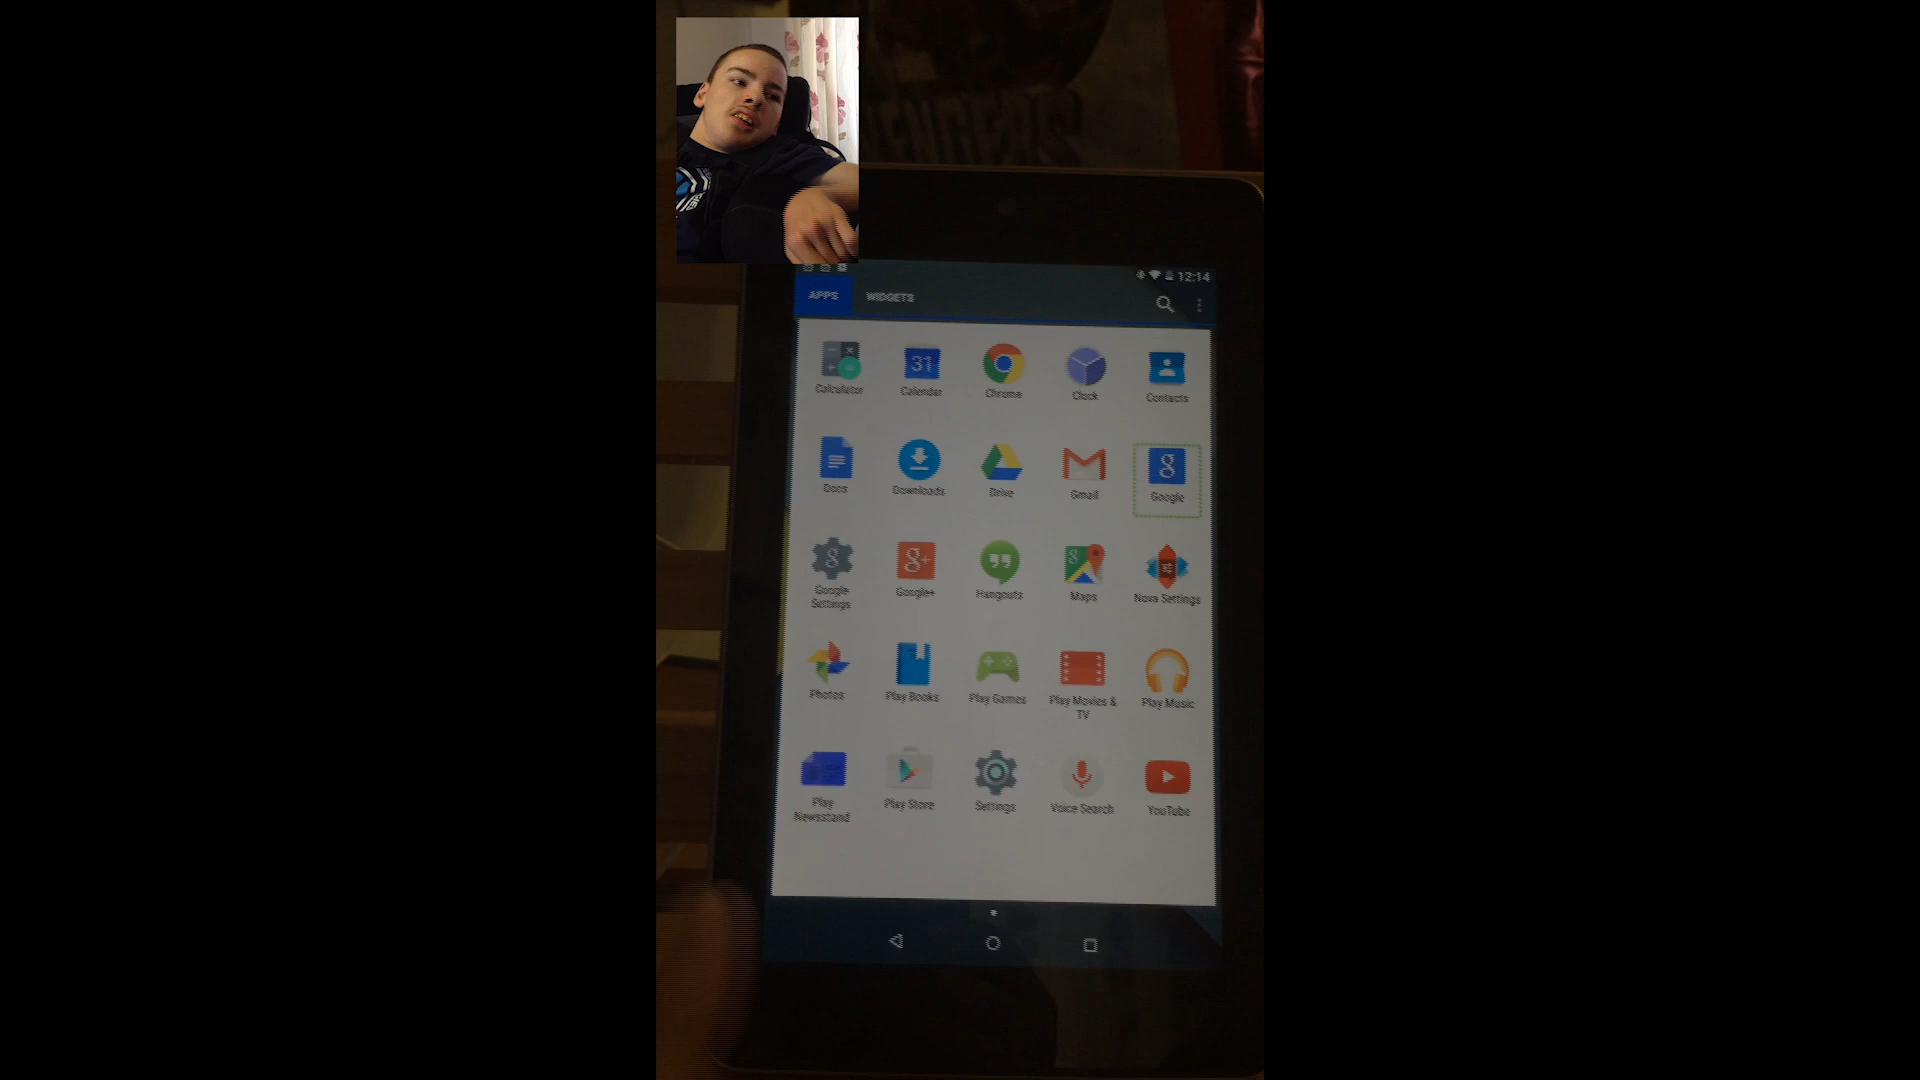 ENGERS
12:14
APPS WIDGETS
31
Calculator Calendar Chrome Clock Contacts
Docs Downloads Drive Gmail Google
Google Settings Google+ Hangouts Maps Nova Settings
Photos Play Books Play Games Play Movies & TV Play Music
Play Newsstand Play Store Settings Voice Search YouTube